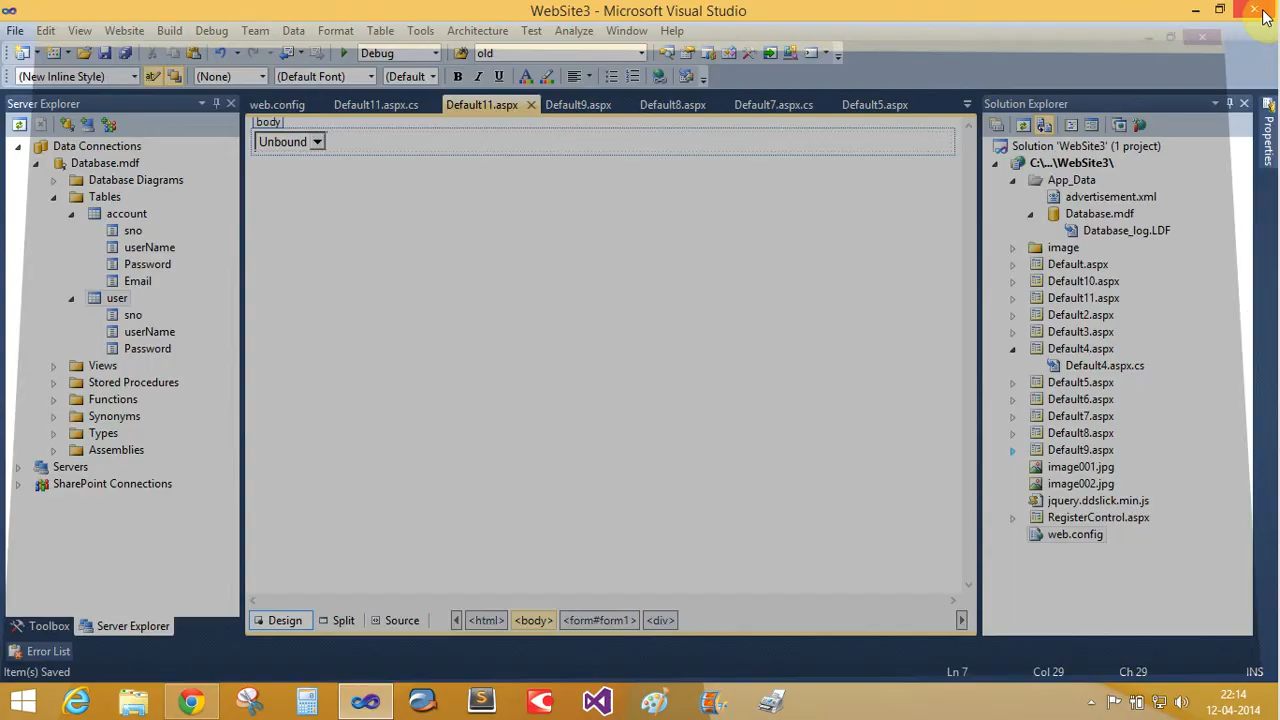 WebSite3 - Microsoft Visual Studio
File Edit View Website Build Debug Team Data Format Table Tools Architecture Test Analyze Window Help
Debug old
(New Inline Style) (None) (Default Font) (Default B I U A
Server Explorer
web.config Default11.aspx.cs Default11.aspx Default9.aspx Default8.aspx Default7.aspx.cs Default5.aspx
Solution Explorer
Properties
body
Unbound
Data Connections
Database.mdf
Database Diagrams
Tables
account
sno
userName
Password
Email
user
sno
userName
Password
Views
Stored Procedures
Functions
Synonyms
Types
Assemblies
Servers
SharePoint Connections
Solution 'WebSite3' (1 project)
C:\...\WebSite3\
App_Data
advertisement.xml
Database.mdf
Database_log.LDF
image
Default.aspx
Default10.aspx
Default11.aspx
Default2.aspx
Default3.aspx
Default4.aspx
Default4.aspx.cs
Default5.aspx
Default6.aspx
Default7.aspx
Default8.aspx
Default9.aspx
image001.jpg
image002.jpg
jquery.ddslick.min.js
RegisterControl.aspx
web.config
Design Split Source <html> <body> <form#form1> <div>
Toolbox Server Explorer
Error List
Item(s) Saved Ln 7 Col 29 Ch 29 INS
22:14
12-04-2014